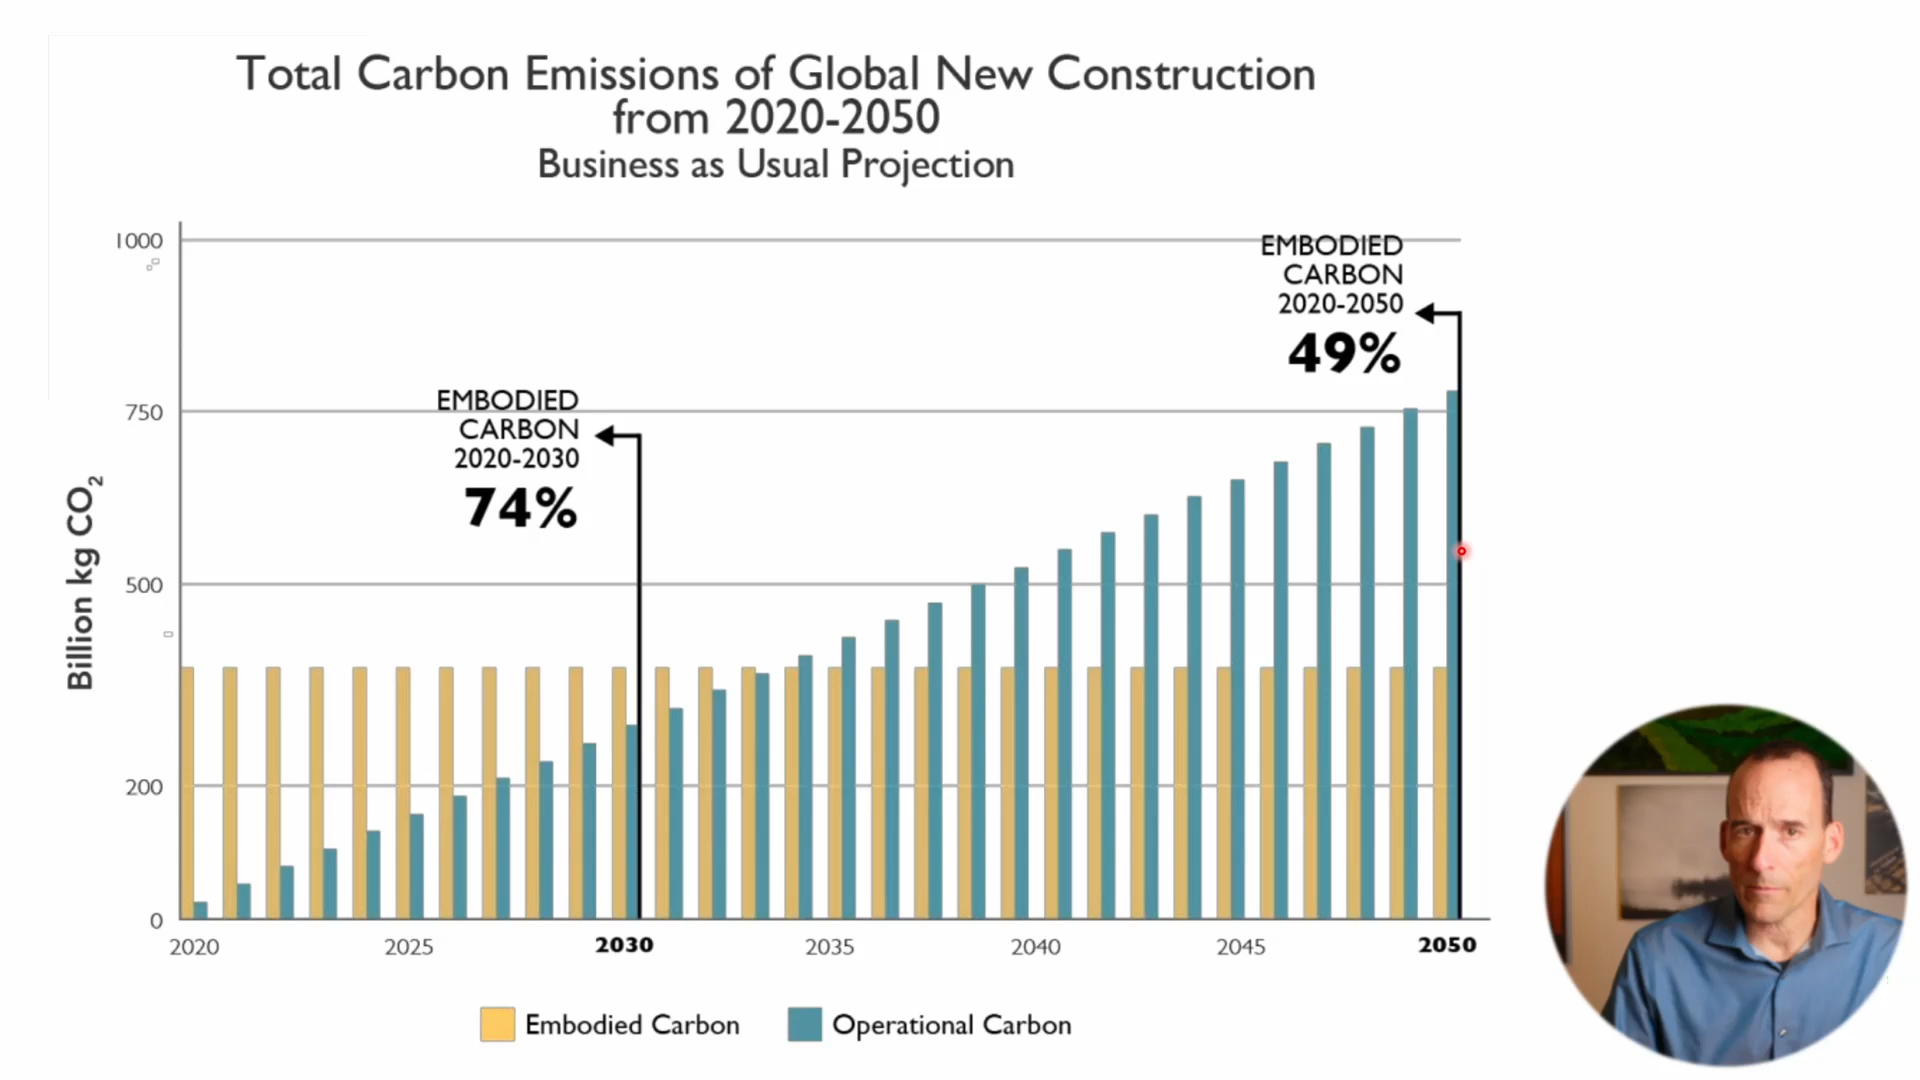 Total Carbon Emissions of Global New Construction
from 2020-2050
Business as Usual Projection
Billion kg CO₂
1000
750
500
200
0
EMBODIED
CARBON
2020-2030
74%
EMBODIED
CARBON
2020-2050
49%
2020 2025 2030 2035 2040 2045 2050
Embodied Carbon Operational Carbon